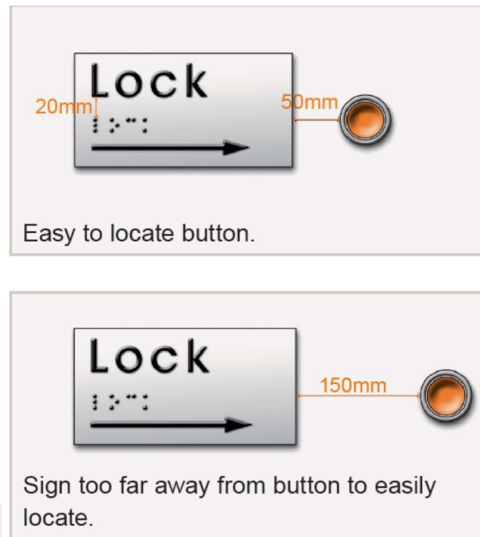 Lock
20mm
50mm
⠇⠕⠉⠅
Easy to locate button.
Lock
150mm
⠇⠕⠉⠅
Sign too far away from button to easily
locate.